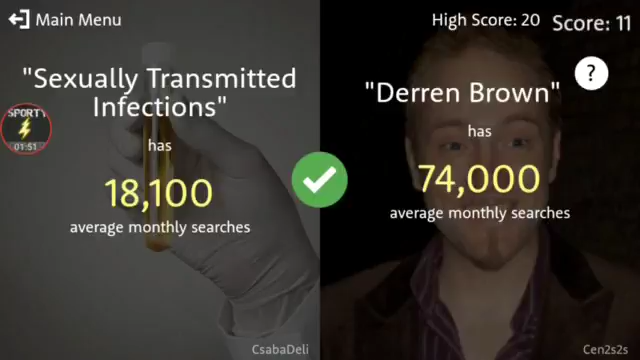 Main Menu
High Score: 20
Score: 11
"Sexually Transmitted
Infections"
has
18,100
average monthly searches
SPORTY
01:51
CsabaDeli
"Derren Brown"
?
has
74,000
average monthly searches
Cen2s2s